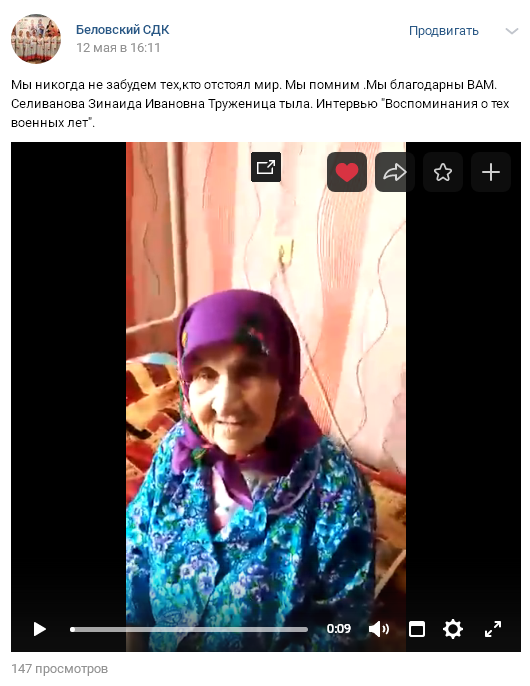 Беловский СДК
Продвигать
12 мая в 16:11
Мы никогда не забудем тех,кто отстоял мир. Мы помним .Мы благодарны ВАМ.
Селиванова Зинаида Ивановна Труженица тыла. Интервью "Воспоминания о тех
военных лет".
0:09
147 просмотров